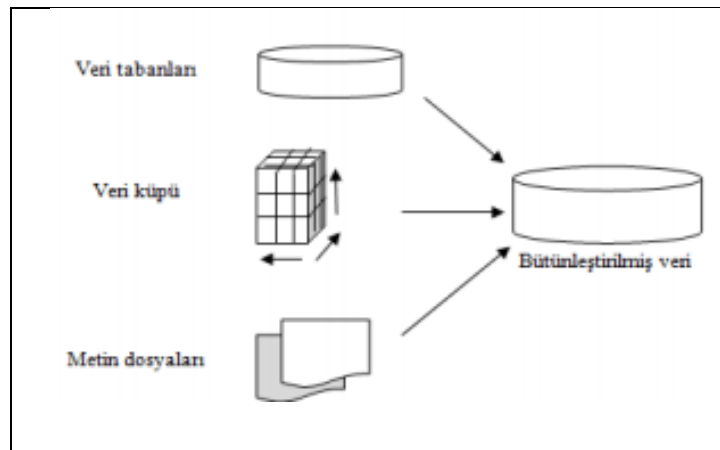 Veri tabanları
Veri küpü
Bütünleştirilmiş veri
Metin dosyaları